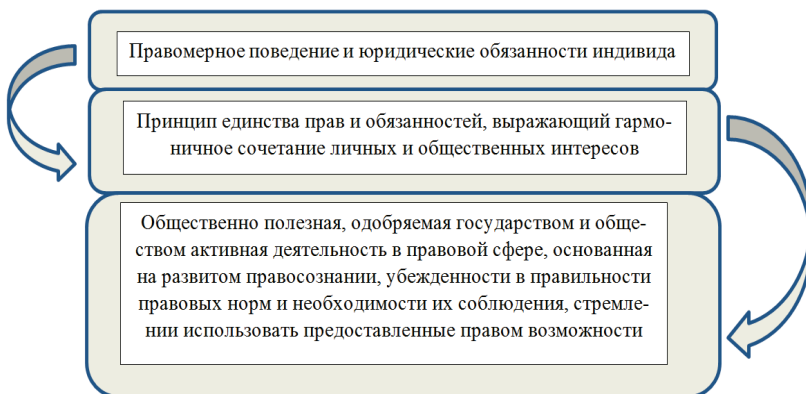 Правомерное поведение и юридические обязанности индивида
Принцип единства прав и обязанностей, выражающий гармо-
ничное сочетание личных и общественных интересов
Общественно полезная, одобряемая государством и обще-
ством активная деятельность в правовой сфере, основанная
на развитом правосознании, убежденности в правильности
правовых норм и необходимости их соблюдения, стремле-
нии использовать предоставленные правом возможности